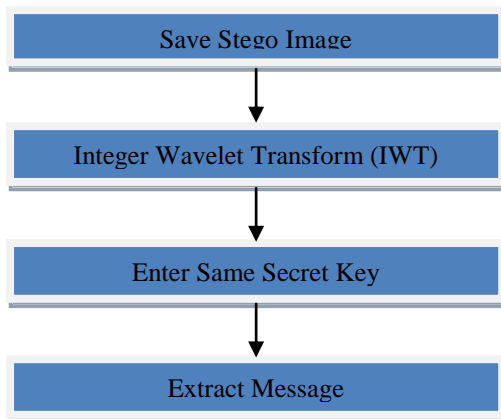 Save Stego Image
Integer Wavelet Transform (IWT)
Enter Same Secret Key
Extract Message